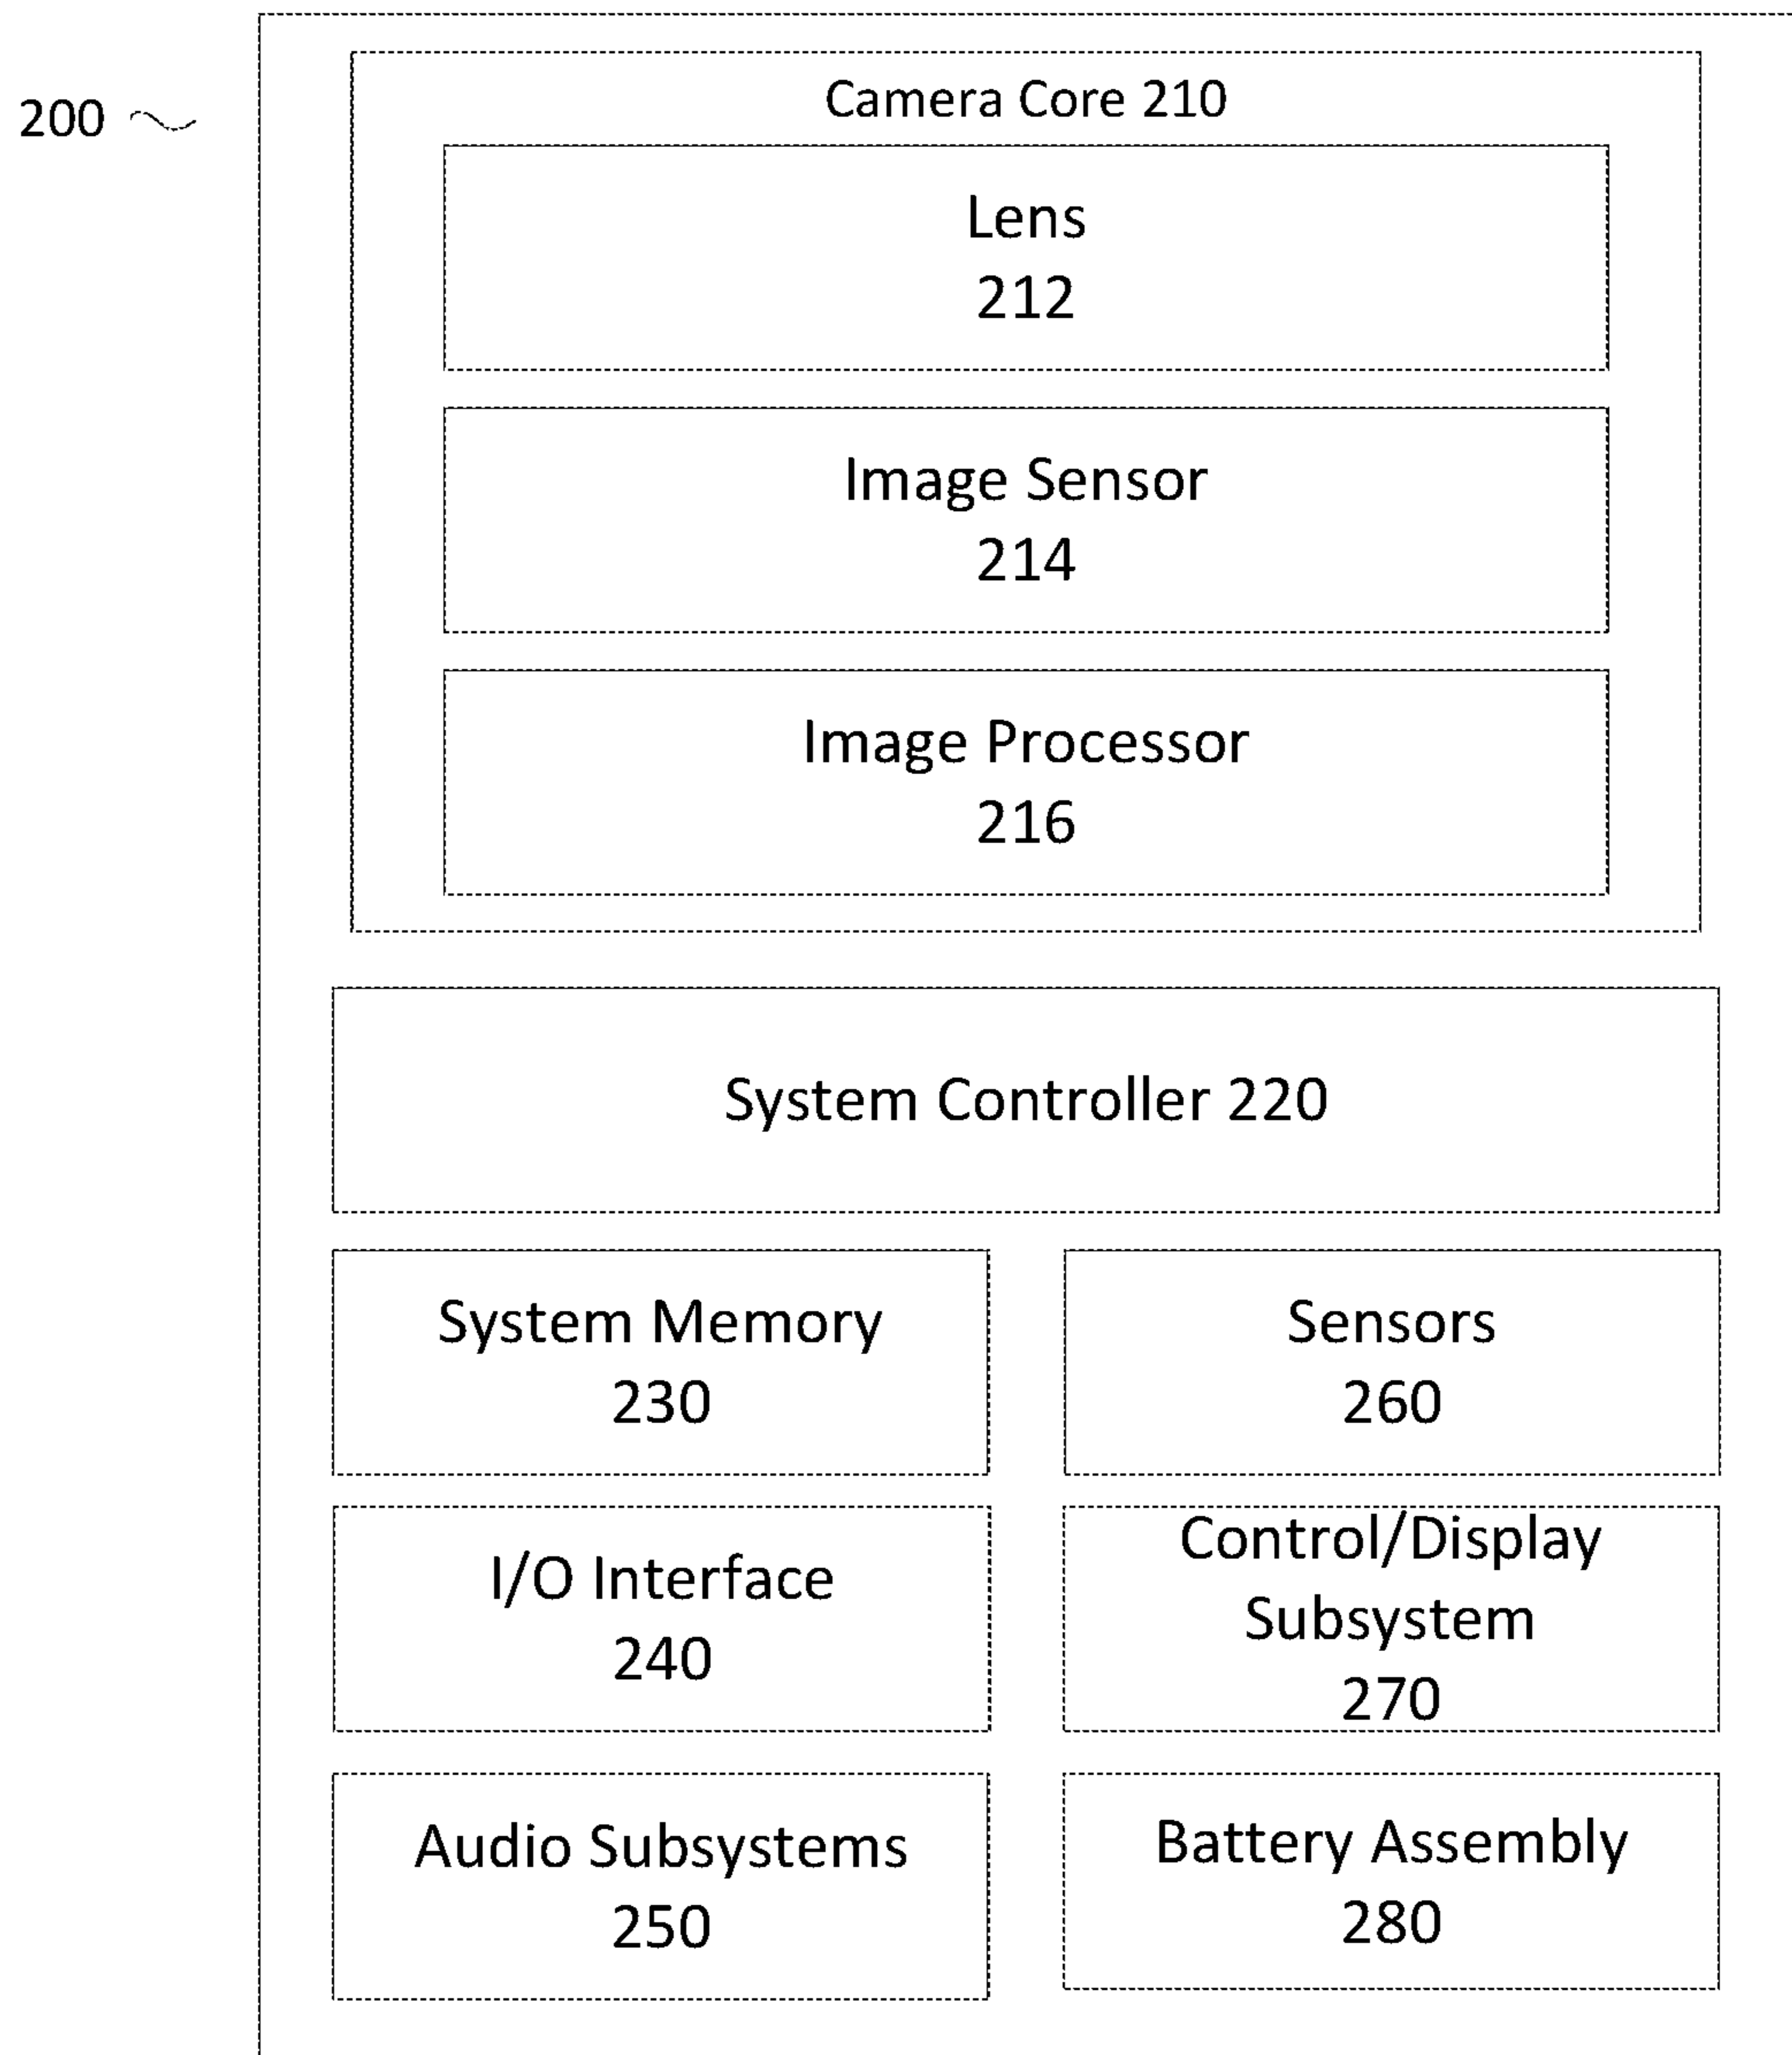 200
Camera Core 210
Lens
212
Image Sensor
214
Image Processor
216
System Controller 220
System Memory
230
Sensors
260
I/O Interface
240
Control/Display
Subsystem
270
Audio Subsystems
250
Battery Assembly
280